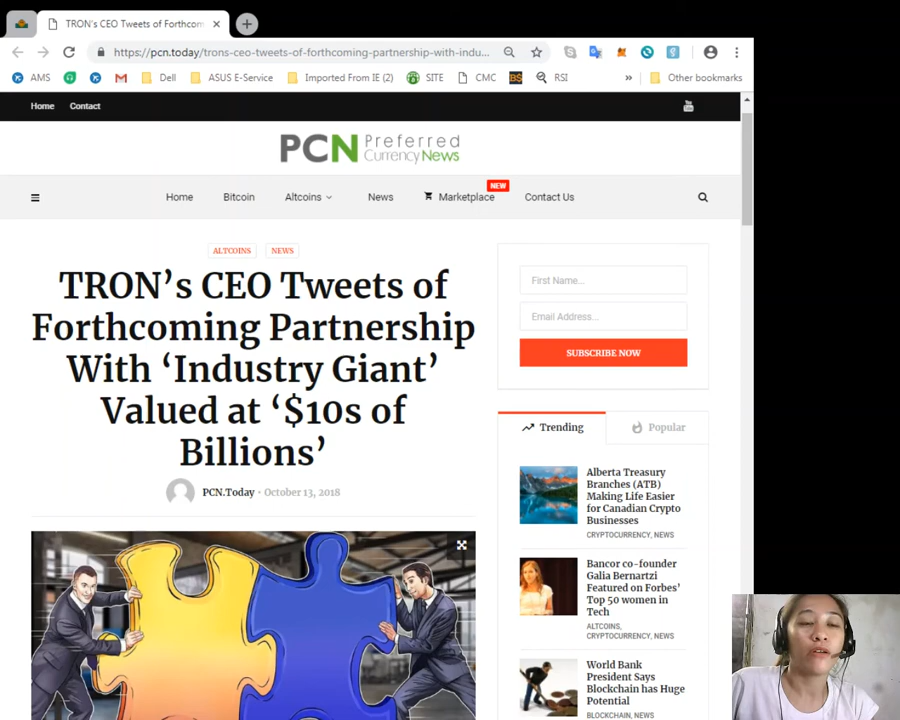 TRON's CEO Tweets of Forthcom
https://pcn.today/trons-ceo-tweets-of-forthcoming-partnership-with-indu...
AMS
Dell
ASUS E-Service
Imported From IE (2)
SITE
CMC
BS
RSI
»
Other bookmarks
Home
Contact
PCN Preferred
CurrencyNews
NEW
Home
Bitcoin
Altcoins
News
Marketplace
Contact Us
ALTCOINS
NEWS
TRON’s CEO Tweets of
Forthcoming Partnership
With ‘Industry Giant’
Valued at ‘$10s of
Billions’
PCN.Today • October 13, 2018
First Name...
Email Address...
SUBSCRIBE NOW
Trending
Popular
Alberta Treasury
Branches (ATB)
Making Life Easier
for Canadian Crypto
Businesses
CRYPTOCURRENCY, NEWS
Bancor co-founder
Galia Bernartzi
Featured on Forbes’
Top 50 women in
Tech
ALTCOINS,
CRYPTOCURRENCY, NEWS
World Bank
President Says
Blockchain has Huge
Potential
BLOCKCHAIN, NEWS